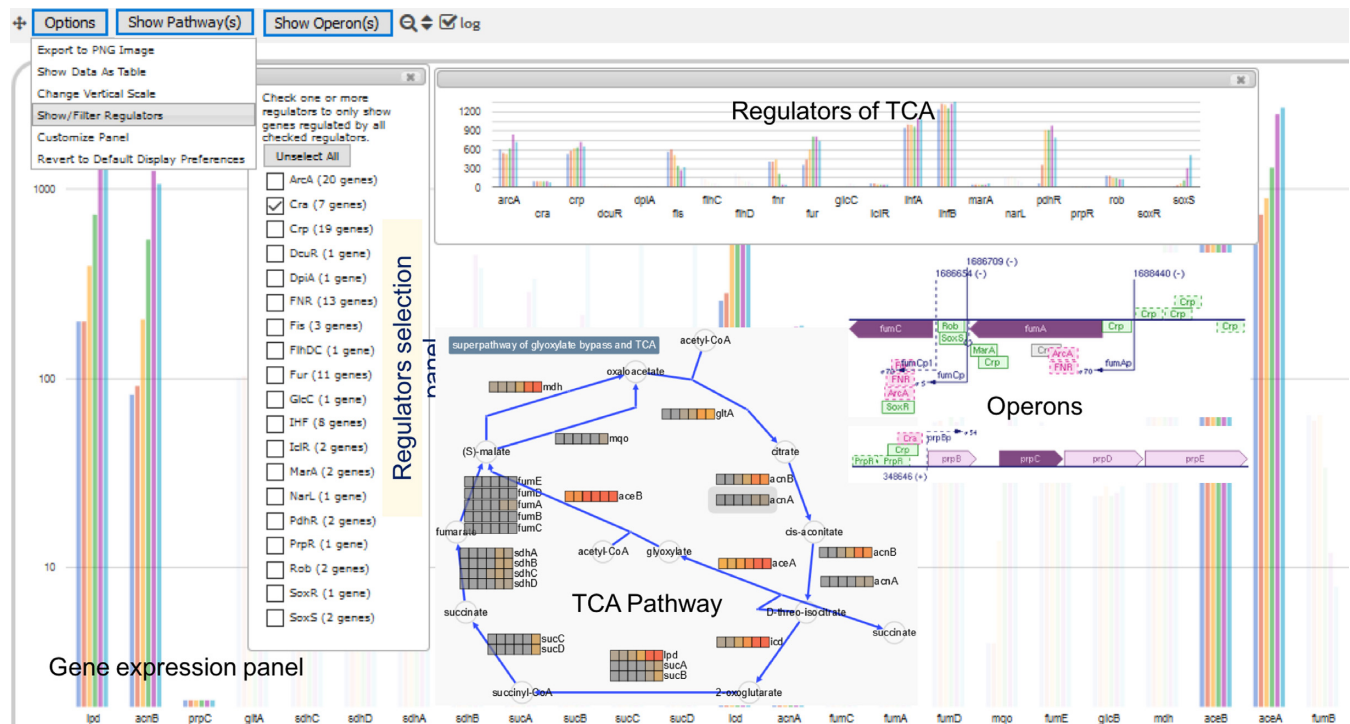 Options
Show Pathway(s)
Show Operon(s)
log
Export to PNG Image
Show Data As Table
Change Vertical Scale
Show/Filter Regulators
Customize Panel
Revert to Default Display Preferences
Check one or more
regulators to only show
genes regulated by all
checked regulators.
Unselect All
ArcA (20 genes)
Cra (7 genes)
Crp (19 genes)
DcuR (1 gene)
DpiA (1 gene)
FNR (13 genes)
Fis (3 genes)
FlhDC (1 gene)
Fur (11 genes)
GlcC (1 gene)
IHF (8 genes)
IclR (2 genes)
MarA (2 genes)
NarL (1 gene)
PdhR (2 genes)
PrpR (1 gene)
Rob (2 genes)
SoxR (1 gene)
SoxS (2 genes)
Regulators selection
panel
Regulators of TCA
1200
900
600
300
0
arcA crp dpiA flhC fnr glcC ihfA marA pdhR rob soxS
cra dcuR fis flhD fur iclR ihfB narL prpR soxR
1000
100
10
superpathway of glyoxylate bypass and TCA
acetyl-CoA
oxaloacetate
mdh
gltA
mqo
(S)-malate
citrate
fumE
fumD
fumA
fumB
fumC
aceB
acnB
acnA
fumarate
acetyl-CoA
glyoxylate
cis-aconitate
sdhA
sdhB
sdhC
sdhD
aceA
acnB
acnA
TCA Pathway
succinate
D-threo-isocitrate
succinate
sucC
sucD
icd
lpd
sucA
sucB
succinyl-CoA
2-oxoglutarate
1686709 (-)
1686654 (-)
1688440 (-)
Crp
Crp Crp
fumC
Rob
fumA
Crp
Crp
SoxS
MarA
Crp
ArcA
FNR
fumAp
fumCp1
fumCp
FNR
ArcA
SoxR
Operons
Cra
prpBp
Crp
PrpR PrpR
prpB
prpC
prpD
prpE
348646 (+)
Gene expression panel
lpd acnB prpC gltA sdhC sdhD sdhA sdhB sucA sucB sucC sucD icd acnA fumC fumA fumD mqo fumE glcB mdh aceB aceA fumB